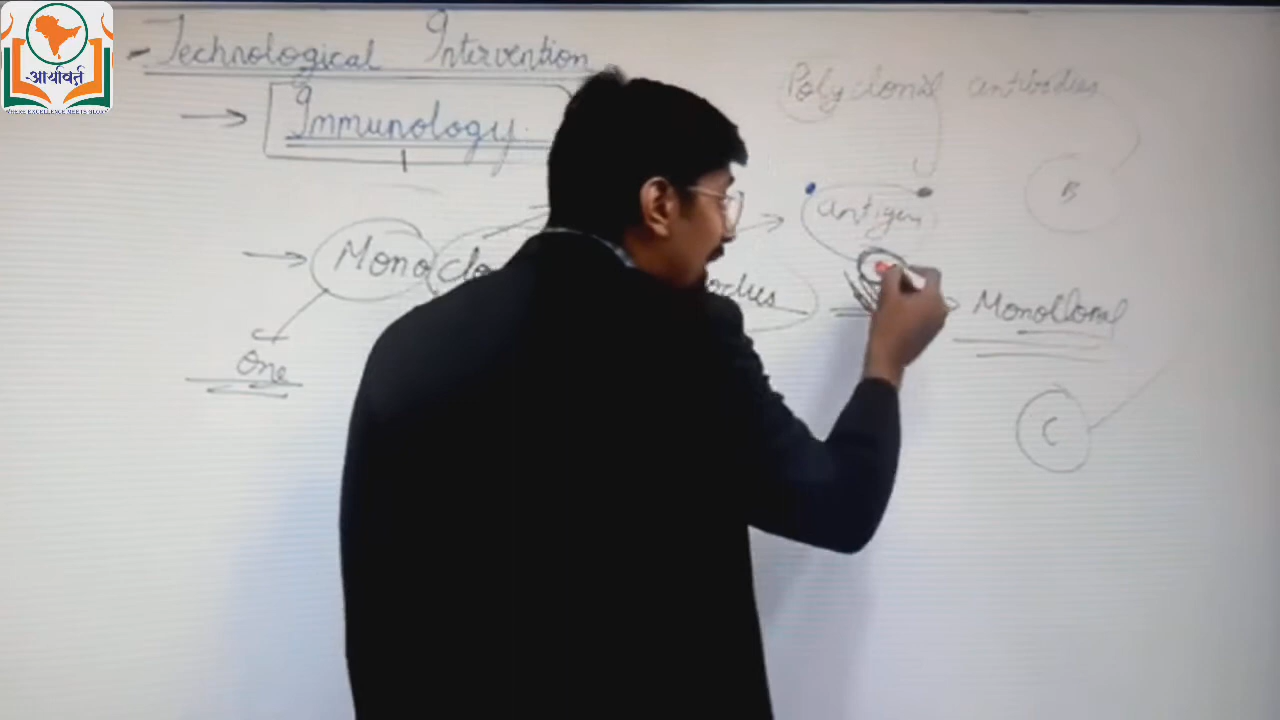 आर्यावर्त
Technological Intervention
Immunology
Polyclonal antibodies
B
antigen
Mono
one
Monoclonal
C